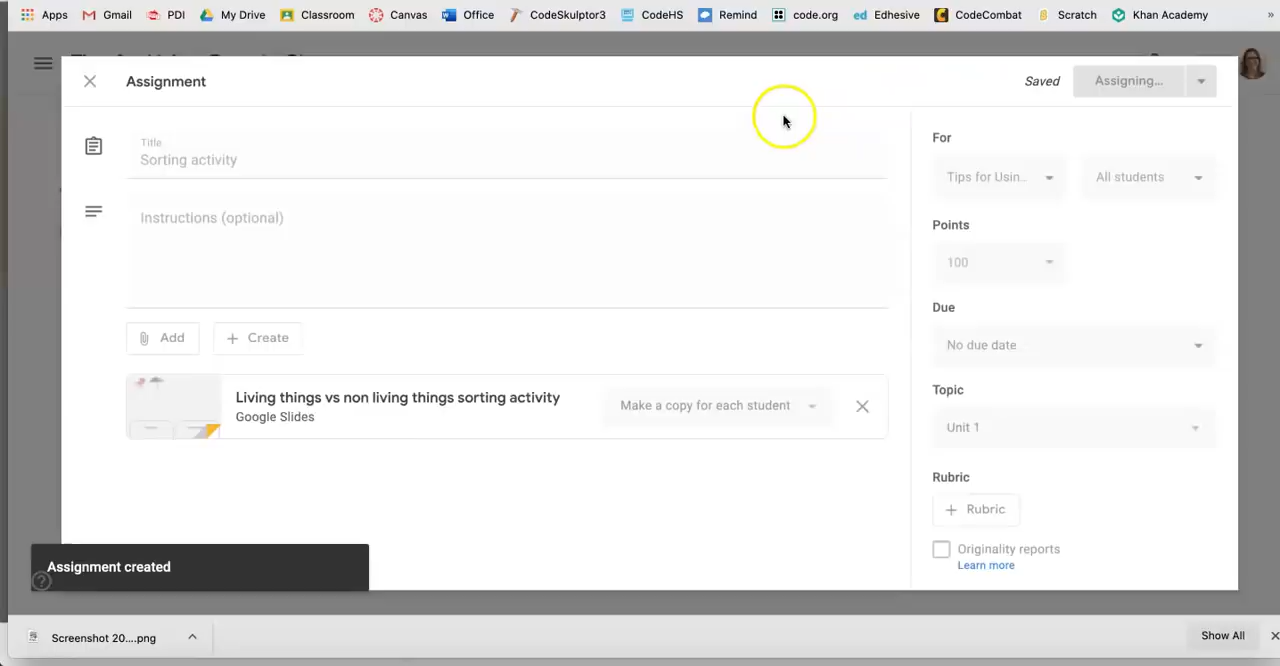 Apps Gmail PDI My Drive Classroom Canvas Office CodeSkulptor3 CodeHS Remind code.org ed Edhesive CodeCombat Scratch Khan Academy »
Assignment
Saved
Assigning...
Title
Sorting activity
Instructions (optional)
Add
Create
Living things vs non living things sorting activity
Google Slides
Make a copy for each student
For
Tips for Usin...
All students
Points
100
Due
No due date
Topic
Unit 1
Rubric
Rubric
Originality reports
Learn more
Assignment created
Screenshot 20....png
Show All